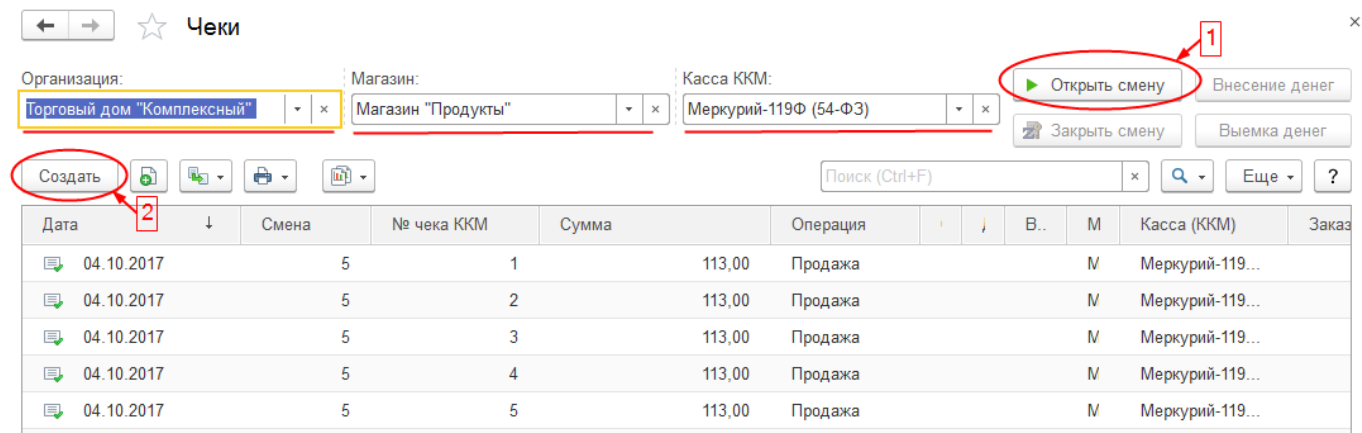 Чеки
1
Организация: Магазин: Касса ККМ:
Торговый дом "Комплексный" Магазин "Продукты" Меркурий-119Ф (54-ФЗ) Открыть смену Внесение денег
Закрыть смену Выемка денег
Создать Поиск (Ctrl+F) Еще ?
2
Дата ↓ Смена № чека ККМ Сумма Операция В.. М Касса (ККМ) Заказ
04.10.2017 5 1 113,00 Продажа М Меркурий-119...
04.10.2017 5 2 113,00 Продажа М Меркурий-119...
04.10.2017 5 3 113,00 Продажа М Меркурий-119...
04.10.2017 5 4 113,00 Продажа М Меркурий-119...
04.10.2017 5 5 113,00 Продажа М Меркурий-119...